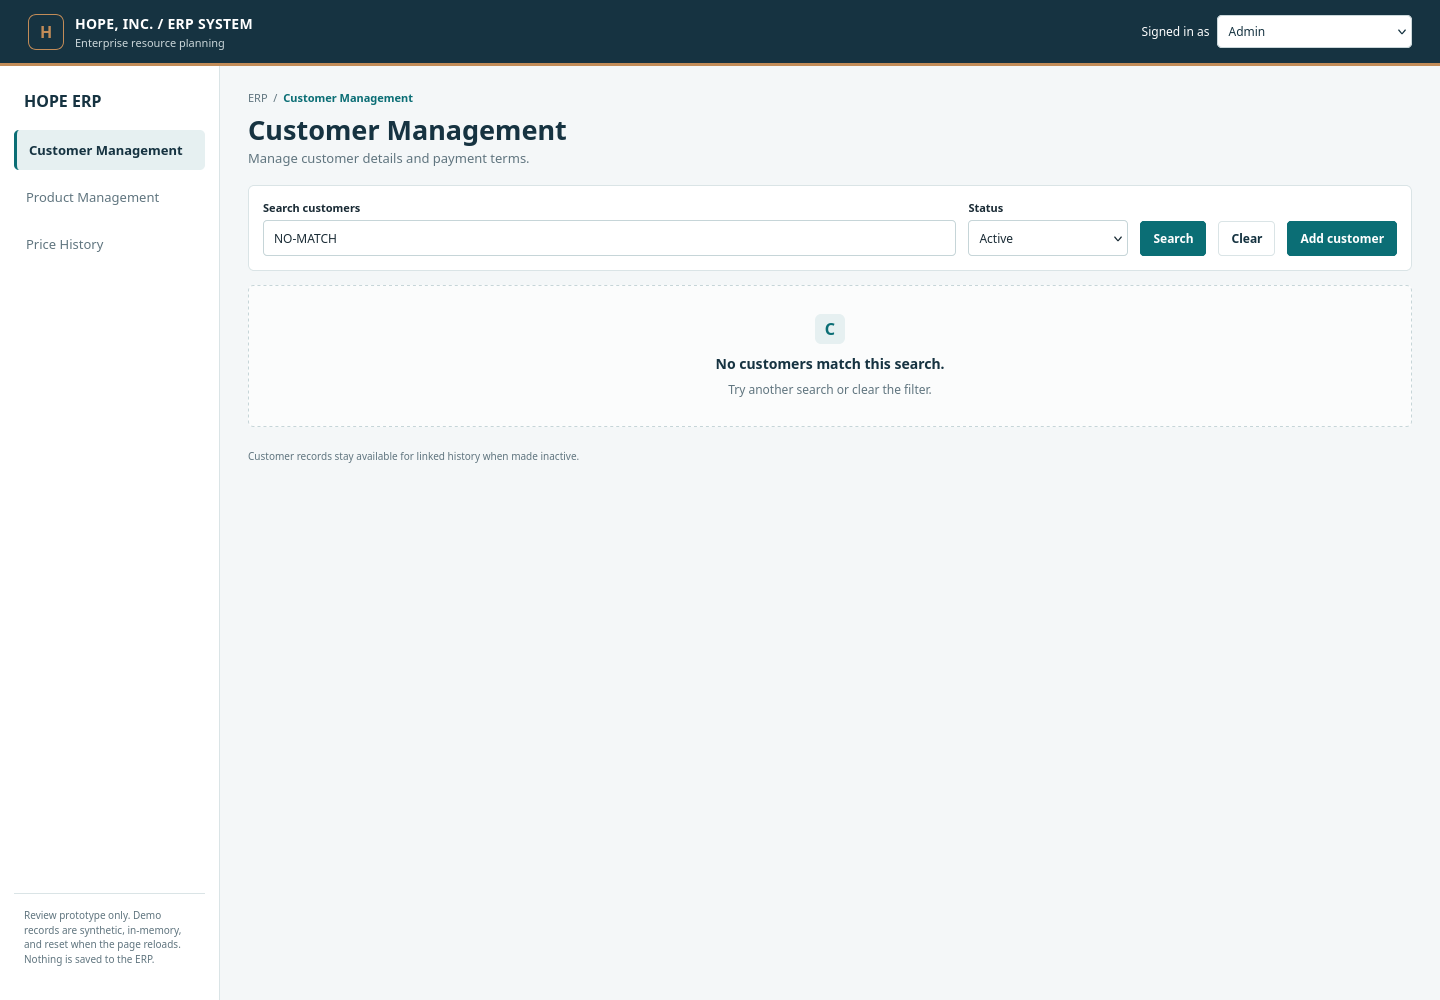 H
HOPE, INC. / ERP SYSTEM
Enterprise resource planning
Signed in as
Admin
HOPE ERP
Customer Management
Product Management
Price History
Review prototype only. Demo
records are synthetic, in-memory,
and reset when the page reloads.
Nothing is saved to the ERP.
ERP / Customer Management
Customer Management
Manage customer details and payment terms.
Search customers
NO-MATCH
Status
Active
Search
Clear
Add customer
C
No customers match this search.
Try another search or clear the filter.
Customer records stay available for linked history when made inactive.